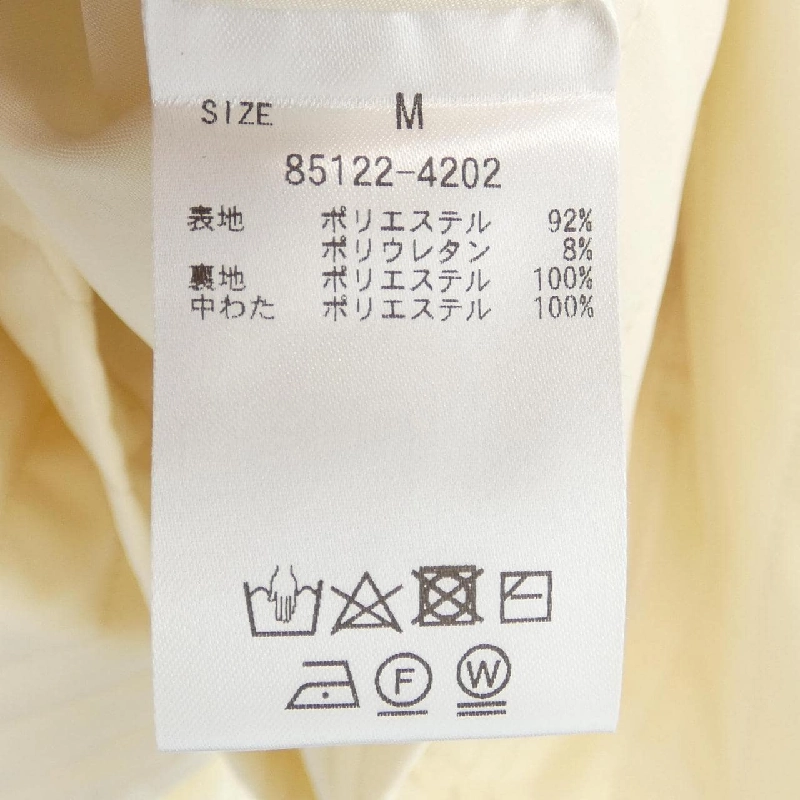 SIZE M
85122-4202
表地 ポリエステル 92%
ポリウレタン 8%
裏地 ポリエステル 100%
中わた ポリエステル 100%
F W